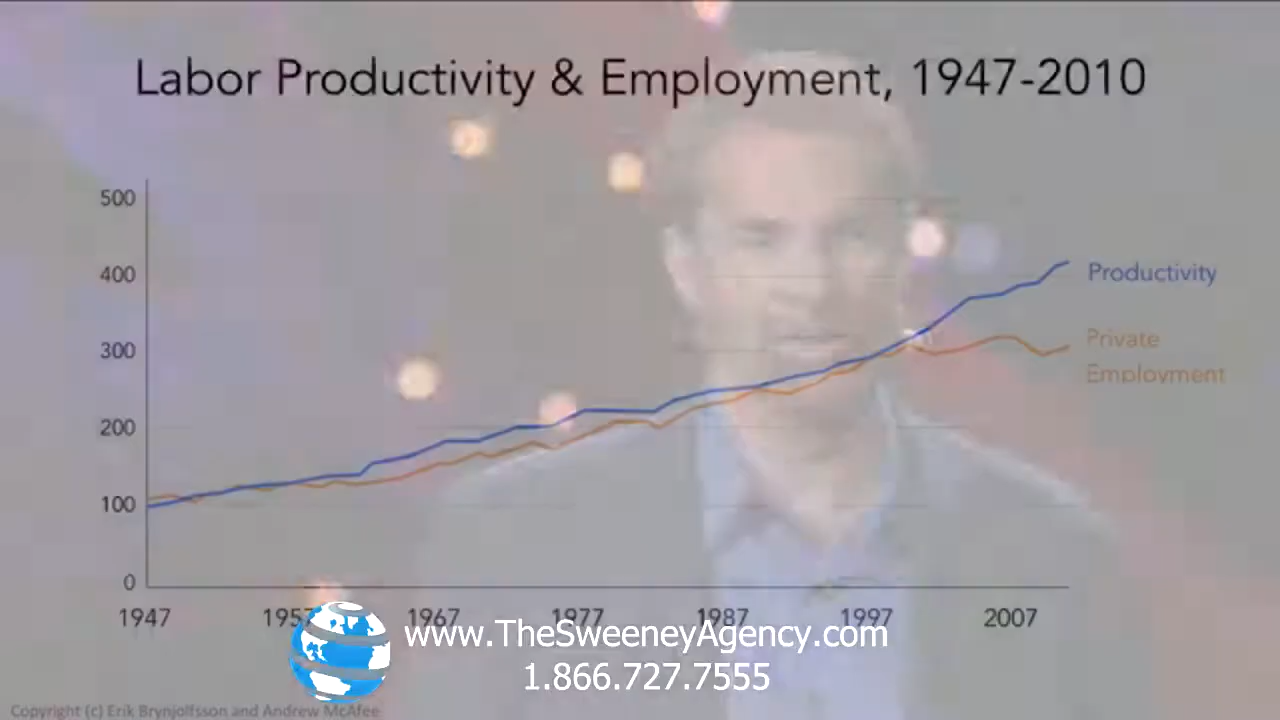 Labor Productivity & Employment, 1947-2010
500
400
300
200
100
0
Productivity
Private
Employment
1947
1957
1967
1977
1987
1997
2007
www.TheSweeneyAgency.com
1.866.727.7555
Copyright (c) Erik Brynjolfsson and Andrew McAfee